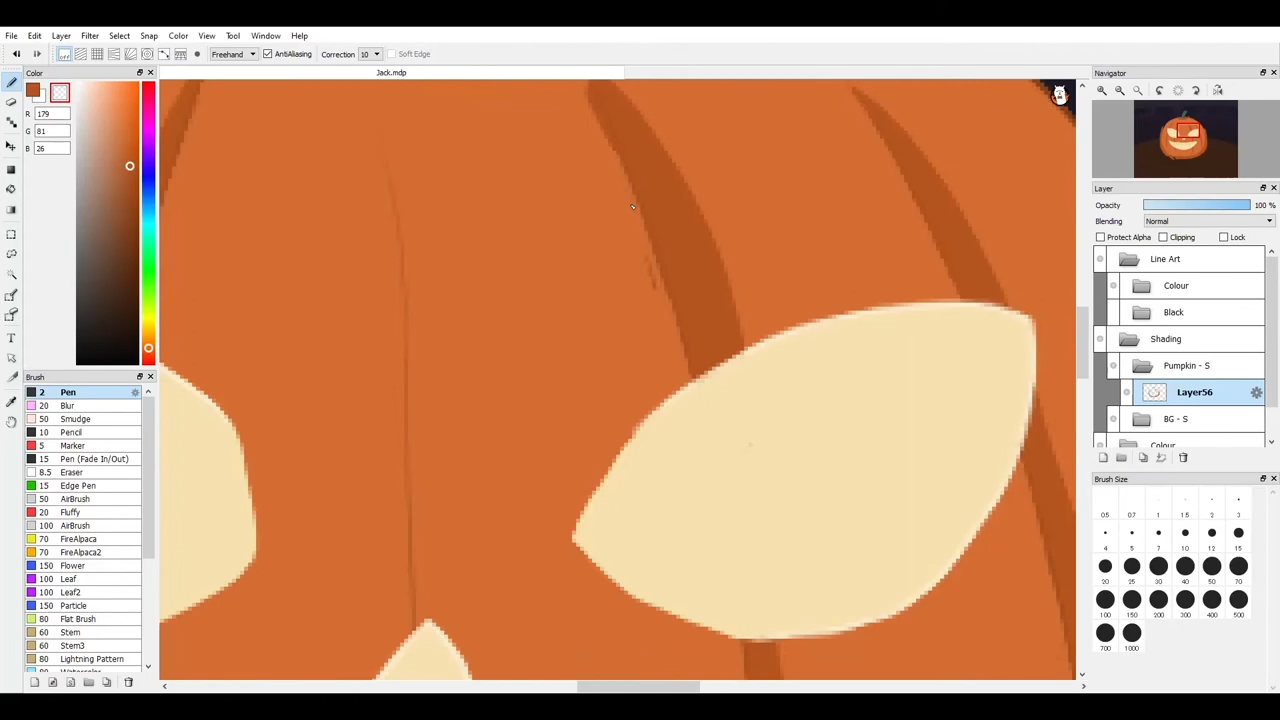 File Edit Layer Filter Select Snap Color View Tool Window Help
off Freehand AntiAliasing Correction 10 Soft Edge
Color
Jack.mdp
Navigator
R 179
G 81
B 26
Layer
Opacity 100 %
Blending Normal
Protect Alpha Clipping Lock
Line Art
Colour
Black
Shading
Pumpkin - S
Layer56
BG - S
Colour
Brush
2 Pen
20 Blur
50 Smudge
10 Pencil
5 Marker
15 Pen (Fade In/Out)
8.5 Eraser
15 Edge Pen
50 AirBrush
20 Fluffy
100 AirBrush
70 FireAlpaca
70 FireAlpaca2
150 Flower
100 Leaf
100 Leaf2
150 Particle
80 Flat Brush
60 Stem
60 Stem3
80 Lightning Pattern
Brush Size
0.5 0.7 1 1.5 2 3
4 5 7 10 12 15
20 25 30 40 50 70
100 150 200 300 400 500
700 1000